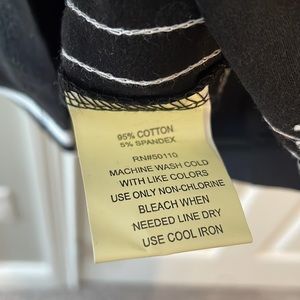 95% COTTON
5% SPANDEX
RN#50110
MACHINE WASH COLD
WITH LIKE COLORS
USE ONLY NON-CHLORINE
BLEACH WHEN
NEEDED LINE DRY
USE COOL IRON